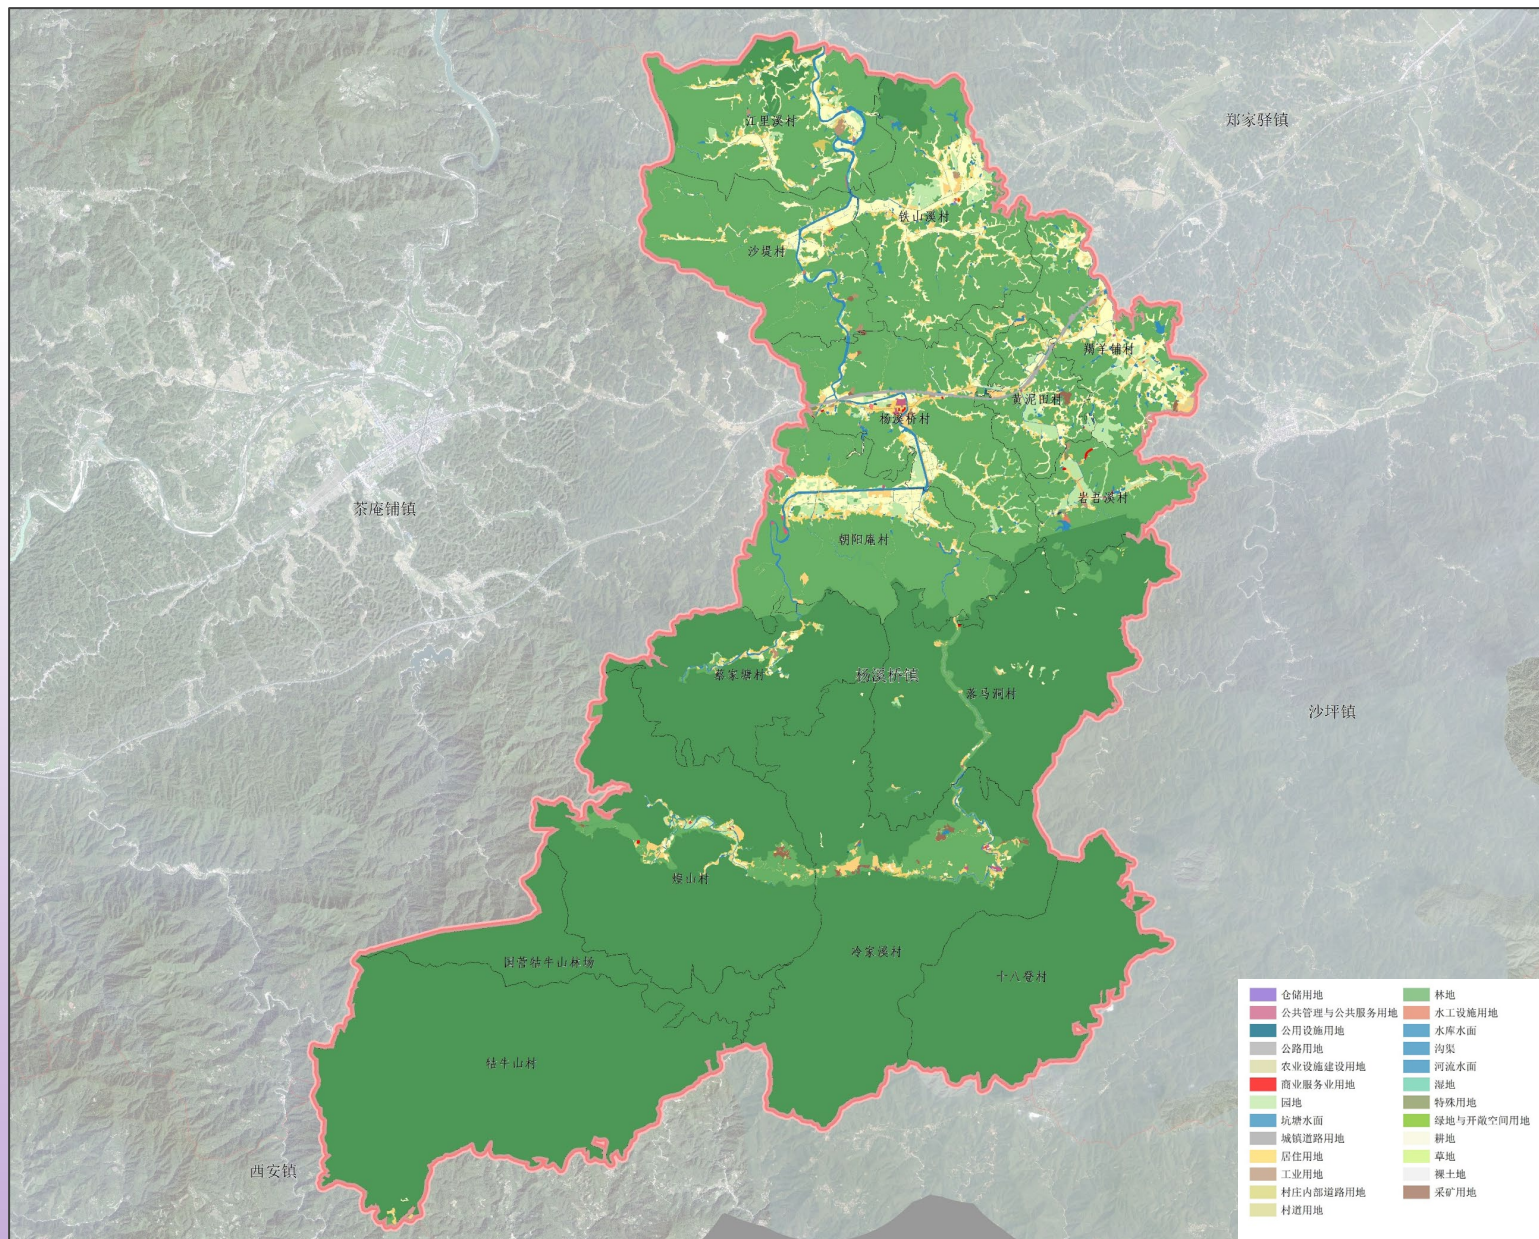 郑家驿镇
江里溪村
铁山溪村
沙堤村
羯羊铺村
黄泥田村
杨溪桥村
岩吾溪村
茶庵铺镇
朝阳庵村
蔡家塘村
杨溪桥镇
落马洞村
沙坪镇
燦山村
冷家溪村
国营牯牛山林场
十八叠村
牯牛山村
西安镇
仓储用地
公共管理与公共服务用地
公用设施用地
公路用地
农业设施建设用地
商业服务业用地
园地
坑塘水面
城镇道路用地
居住用地
工业用地
村庄内部道路用地
村道用地
林地
水工设施用地
水库水面
沟渠
河流水面
湿地
特殊用地
绿地与开敞空间用地
耕地
草地
裸土地
采矿用地